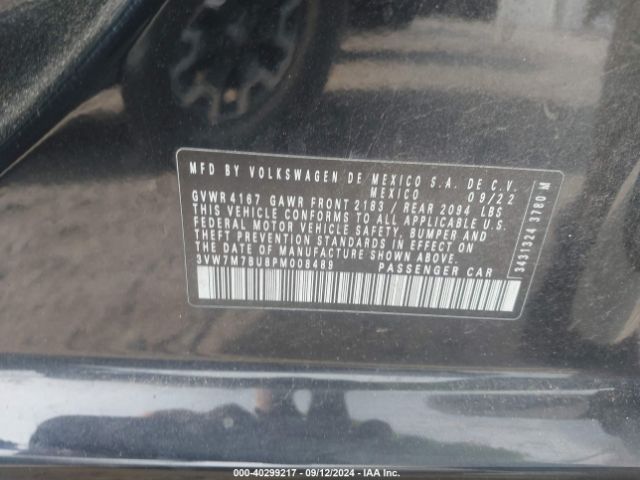 MFD BY VOLKSWAGEN DE MEXICO S.A. DE C.V.
MEXICO 09/22
GVWR 4167 GAWR FRONT 2183 / REAR 2094 LBS
THIS VEHICLE CONFORMS TO ALL APPLICABLE U.S.
FEDERAL MOTOR VEHICLE SAFETY, BUMPER AND
THEFT PREVENTION STANDARDS IN EFFECT ON
THE DATE OF MANUFACTURE SHOWN ABOVE.
3VW7M7BU8PM008489 PASSENGER CAR
3431324 3780 M
000-40299217 - 09/12/2024 - IAA Inc.